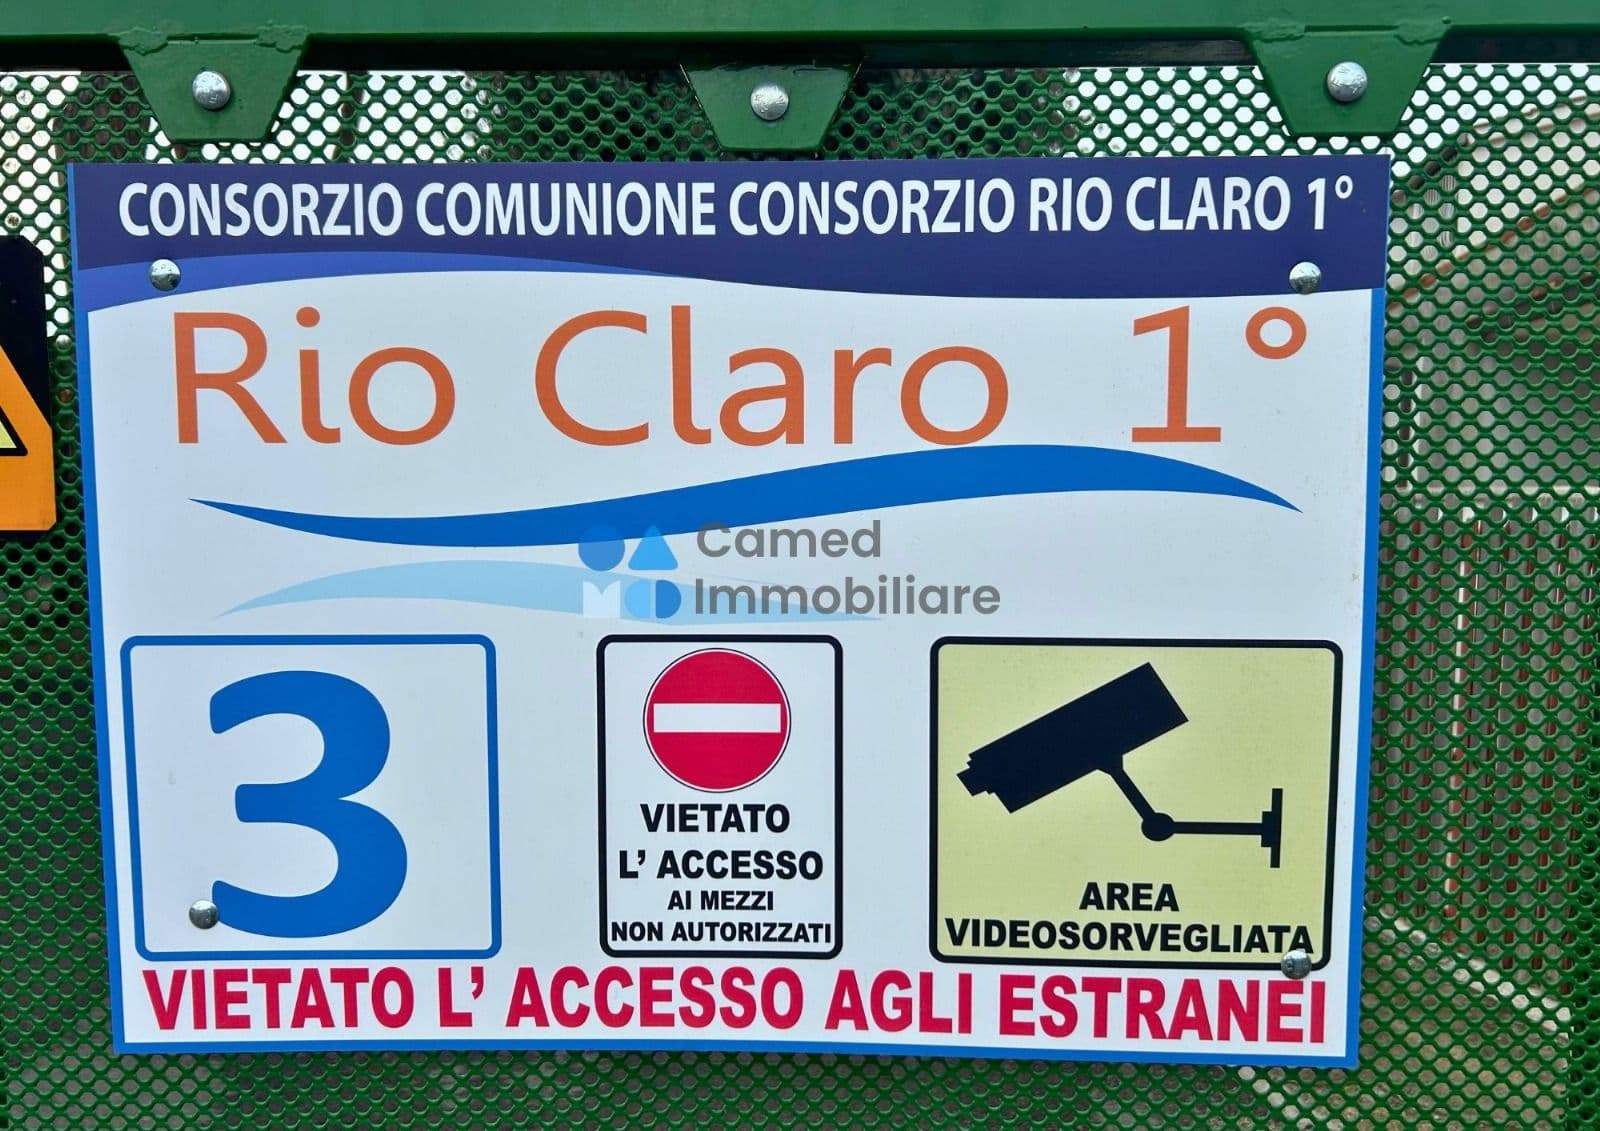 CONSORZIO COMUNIONE CONSORZIO RIO CLARO 1°
Rio Claro 1°
Camed
Immobiliare
3
VIETATO
L' ACCESSO
AI MEZZI
NON AUTORIZZATI
AREA
VIDEOSORVEGLIATA
VIETATO L' ACCESSO AGLI ESTRANEI